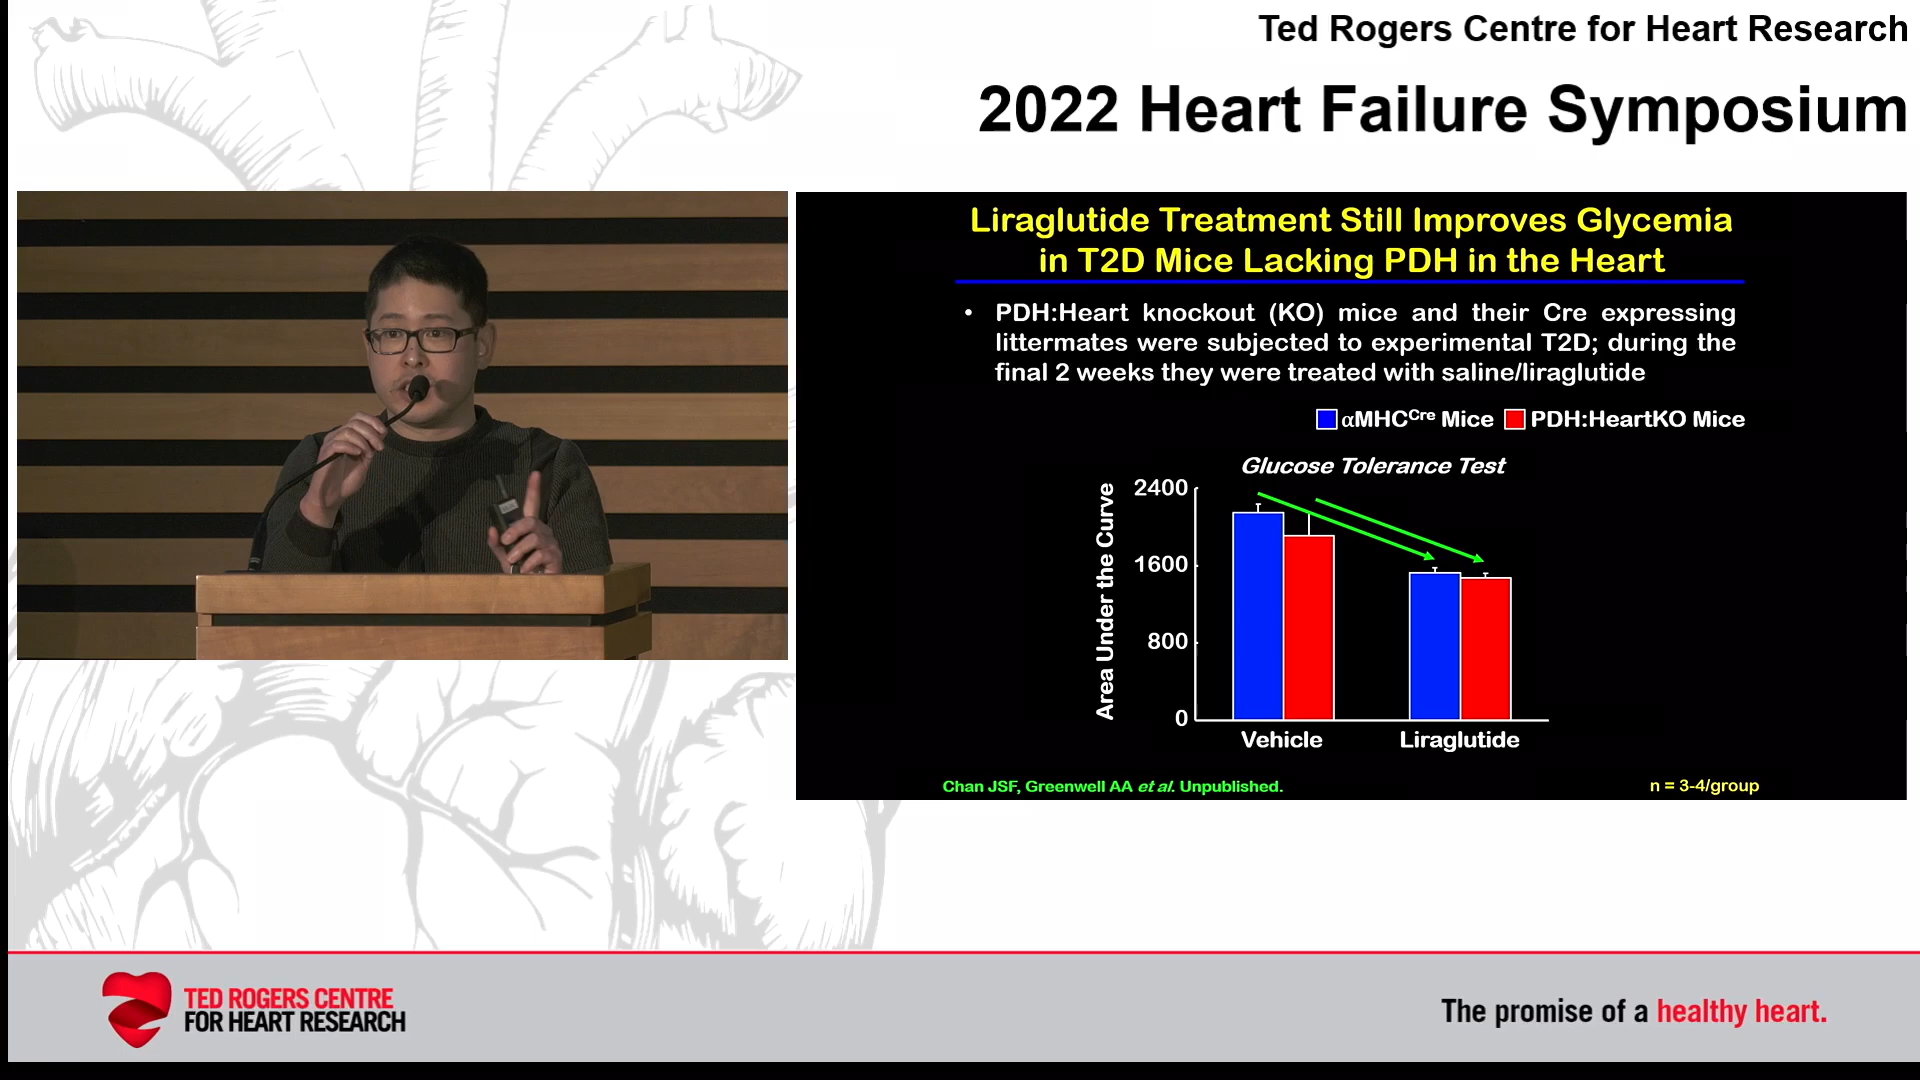 Ted Rogers Centre for Heart Research
2022 Heart Failure Symposium
Liraglutide Treatment Still Improves Glycemia
in T2D Mice Lacking PDH in the Heart
• PDH:Heart knockout (KO) mice and their Cre expressing
littermates were subjected to experimental T2D; during the
final 2 weeks they were treated with saline/liraglutide
αMHCCre Mice PDH:HeartKO Mice
Glucose Tolerance Test
Area Under the Curve
2400
1600
800
0
Vehicle Liraglutide
Chan JSF, Greenwell AA et al. Unpublished.
n = 3-4/group
TED ROGERS CENTRE
FOR HEART RESEARCH
The promise of a healthy heart.